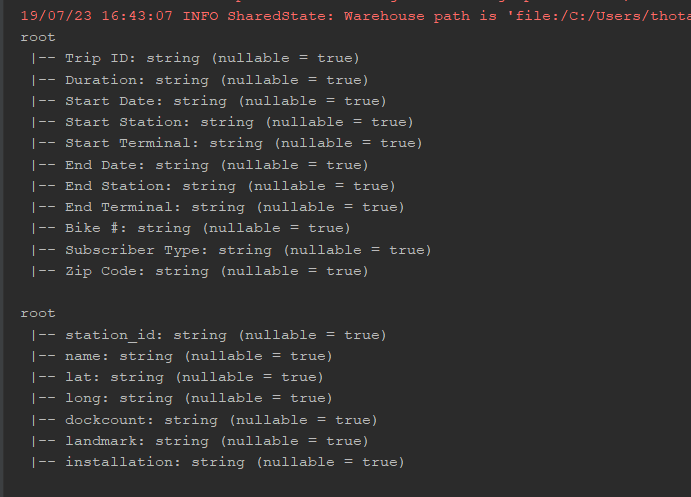 19/07/23 16:43:07 INFO SharedState: Warehouse path is 'file:/C:/Users/thota
root
|-- Trip ID: string (nullable = true)
|-- Duration: string (nullable = true)
|-- Start Date: string (nullable = true)
|-- Start Station: string (nullable = true)
|-- Start Terminal: string (nullable = true)
|-- End Date: string (nullable = true)
|-- End Station: string (nullable = true)
|-- End Terminal: string (nullable = true)
|-- Bike #: string (nullable = true)
|-- Subscriber Type: string (nullable = true)
|-- Zip Code: string (nullable = true)
root
|-- station_id: string (nullable = true)
|-- name: string (nullable = true)
|-- lat: string (nullable = true)
|-- long: string (nullable = true)
|-- dockcount: string (nullable = true)
|-- landmark: string (nullable = true)
|-- installation: string (nullable = true)